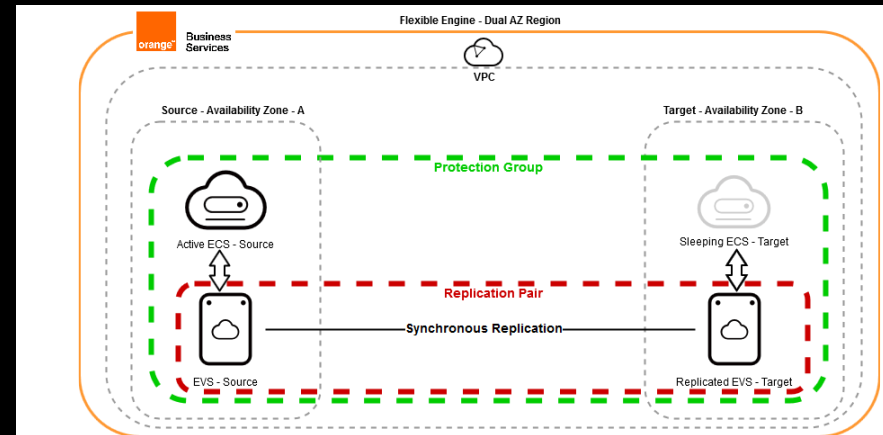 Flexible Engine - Dual AZ Region
orange™
Business
Services
VPC
Source - Availability Zone - A
Target - Availability Zone - B
Protection Group
Active ECS - Source
Sleeping ECS - Target
Replication Pair
Synchronous Replication
EVS - Source
Replicated EVS - Target